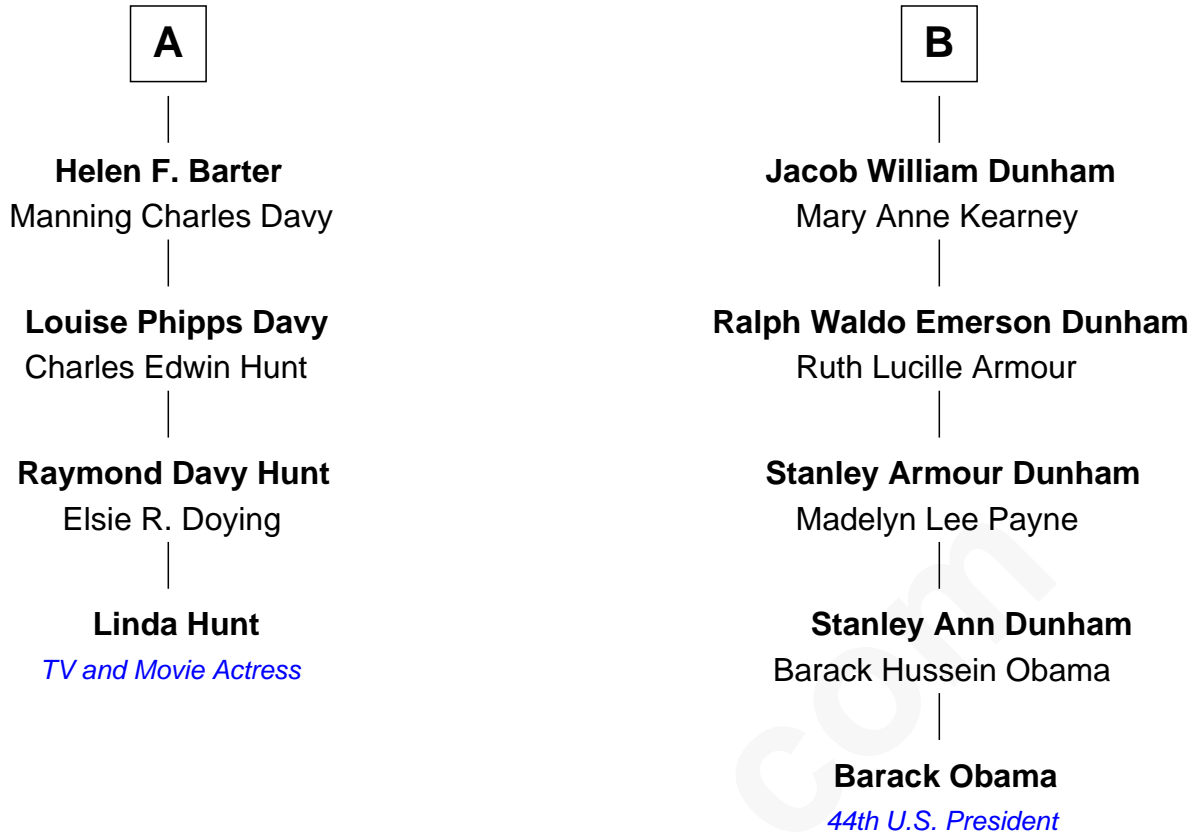 A
Helen F. Barter
Manning Charles Davy
Louise Phipps Davy
Charles Edwin Hunt
Raymond Davy Hunt
Elsie R. Doying
Linda Hunt
TV and Movie Actress
B
Jacob William Dunham
Mary Anne Kearney
Ralph Waldo Emerson Dunham
Ruth Lucille Armour
Stanley Armour Dunham
Madelyn Lee Payne
Stanley Ann Dunham
Barack Hussein Obama
Barack Obama
44th U.S. President
com